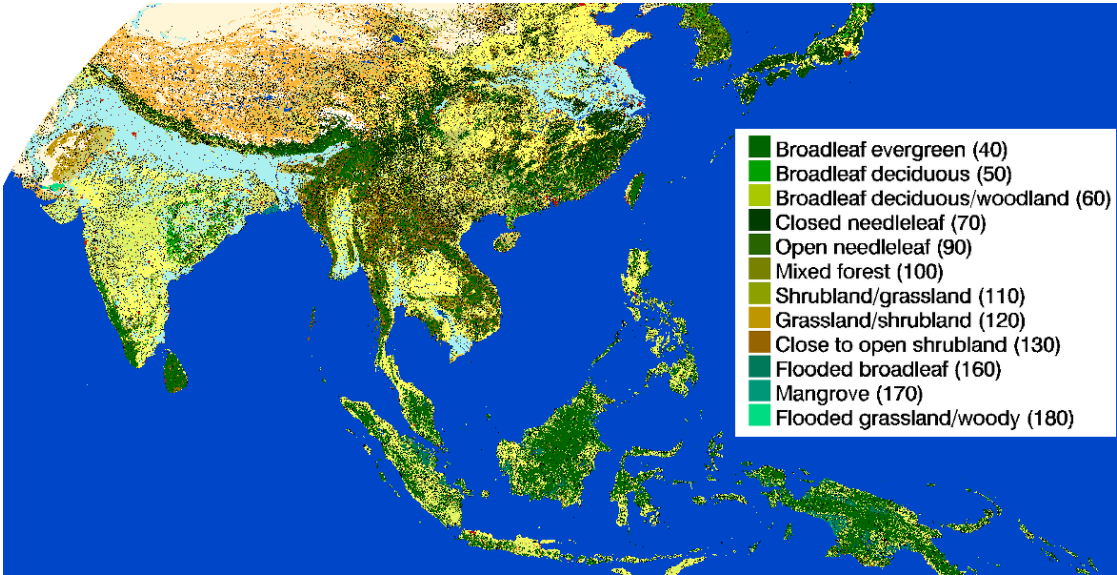 Broadleaf evergreen (40)
Broadleaf deciduous (50)
Broadleaf deciduous/woodland (60)
Closed needleleaf (70)
Open needleleaf (90)
Mixed forest (100)
Shrubland/grassland (110)
Grassland/shrubland (120)
Close to open shrubland (130)
Flooded broadleaf (160)
Mangrove (170)
Flooded grassland/woody (180)